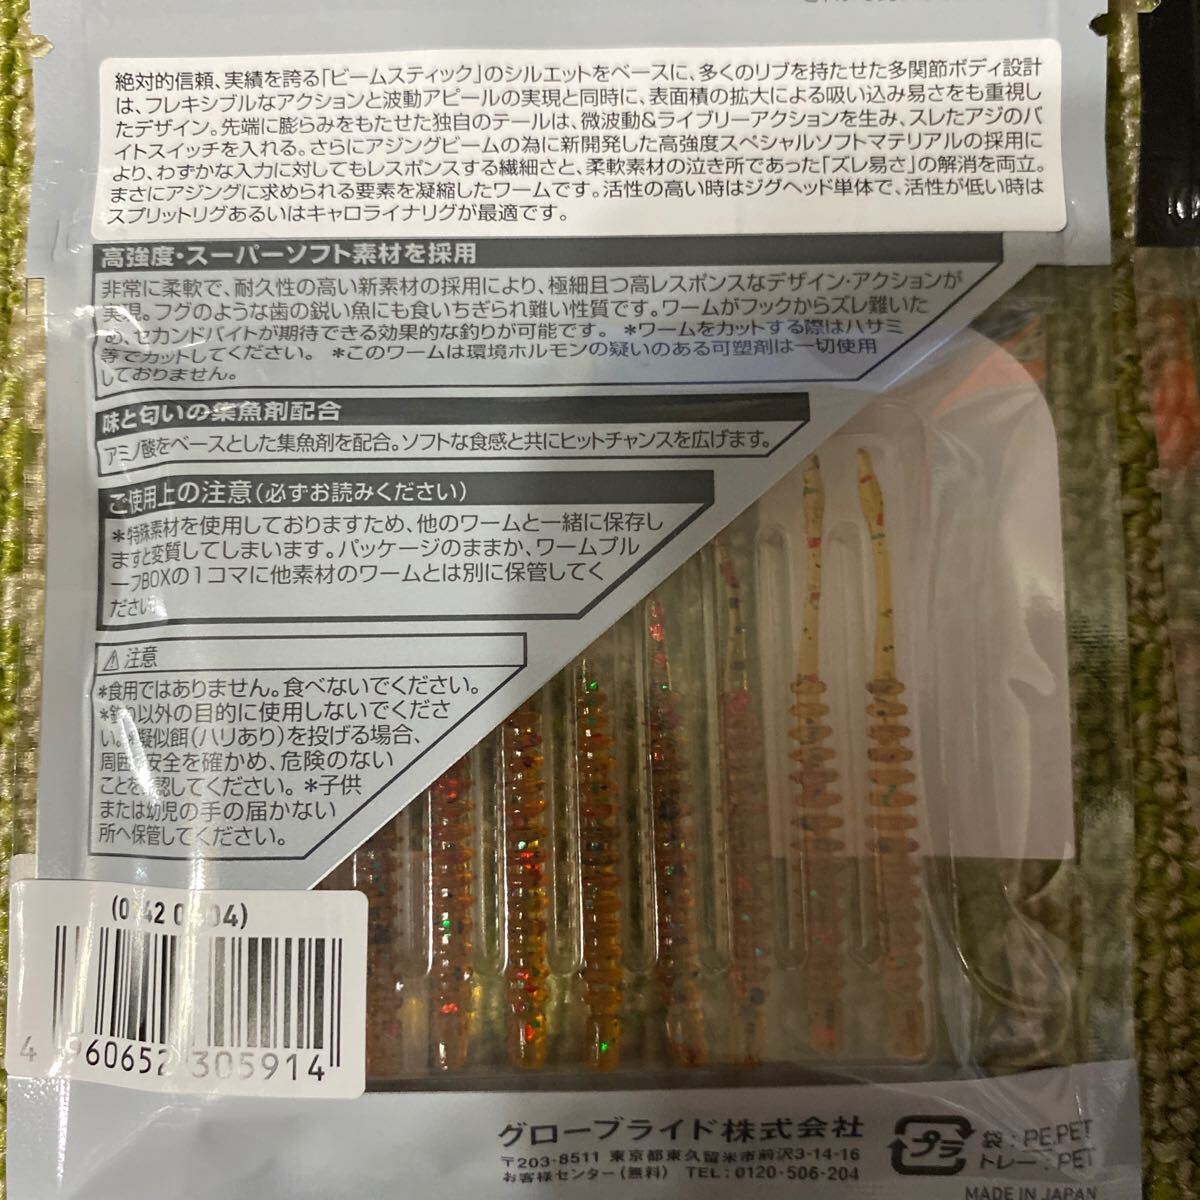 絶対的信頼、実績を誇る「ビームスティック」のシルエットをベースに、多くのリブを持たせた多関節ボディ設計
は、フレキシブルなアクションと波動アピールの実現と同時に、表面積の拡大による吸い込み易さをも重視し
たデザイン。先端に膨らみをもたせた独自のテールは、微波動&ライブリーアクションを生み、スレたアジのバ
イトスイッチを入れる。さらにアジングビームの為に新開発した高強度スペシャルソフトマテリアルの採用に
より、わずかな入力に対してもレスポンスする繊細さと、柔軟素材の泣き所であった「ズレ易さ」の解消を両立。
まさにアジングに求められる要素を凝縮したワームです。活性の高い時はジグヘッド単体で、活性が低い時は
スプリットリグあるいはキャロライナリグが最適です。
高強度・スーパーソフト素材を採用
非常に柔軟で、耐久性の高い新素材の採用により、極細且つ高レスポンスなデザイン・アクションが
実現。フグのような歯の鋭い魚にも食いちぎられ難い性質です。ワームがフックからズレ難いた
め、セカンドバイトが期待できる効果的な釣りが可能です。 *ワームをカットする際はハサミ
等でカットしてください。 *このワームは環境ホルモンの疑いのある可塑剤は一切使用
しておりません。
味と匂いの集魚剤配合
アミノ酸をベースとした集魚剤を配合。ソフトな食感と共にヒットチャンスを広げます。
ご使用上の注意(必ずお読みください)
*特殊素材を使用しておりますため、他のワームと一緒に保存し
ますと変質してしまいます。パッケージのままか、ワームプル
ーフBOXの1コマに他素材のワームとは別に保管してく
ださい
⚠ 注意
*食用ではありません。食べないでください。
*釣り以外の目的に使用しないでくださ
い。*擬似餌(ハリあり)を投げる場合、
周囲の安全を確かめ、危険のない
ことを確認してください。*子供
または幼児の手の届かない
所へ保管してください。
4 960652 305914
グローブライド株式会社
〒203-8511 東京都東久留米市前沢3-14-16
お客様センター(無料) TEL:0120-506-204
プラ
袋:PE,PET
トレー:PET
MADE IN JAPAN